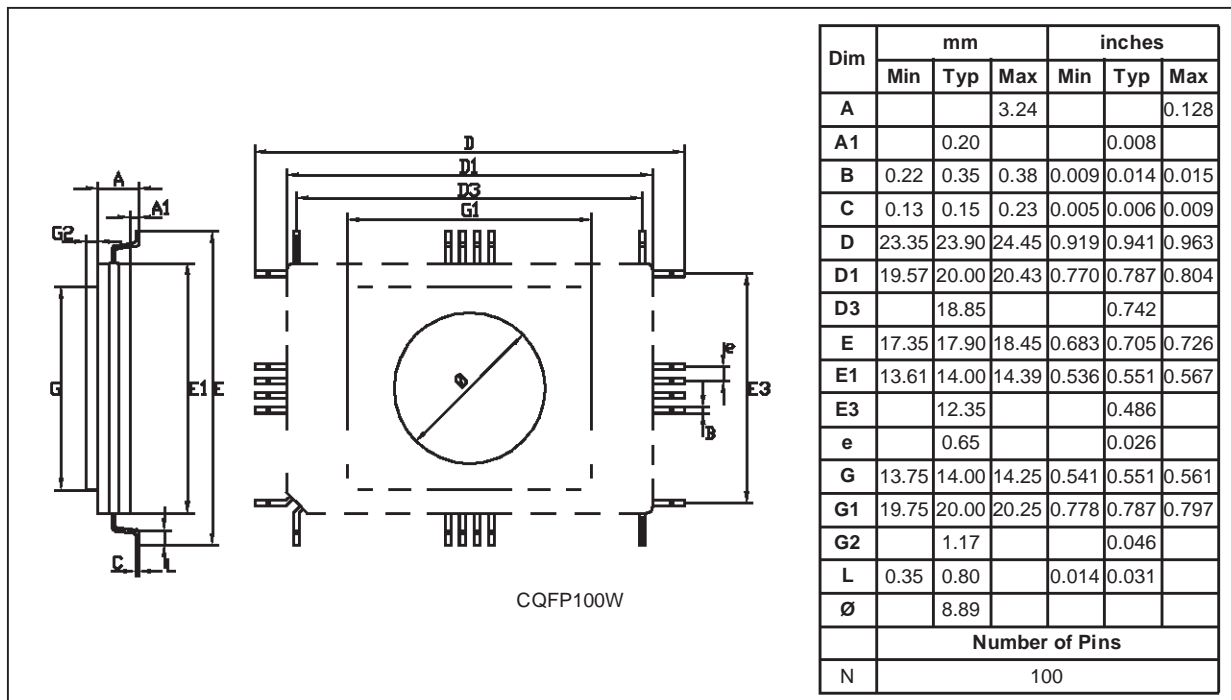 D
D1
D3
G1
A
A1
G2
G
E1 E
C
L
Ø
e
B
E3
CQFP100W
Dim mm inches
Min Typ Max Min Typ Max
A 3.24 0.128
A1 0.20 0.008
B 0.22 0.35 0.38 0.009 0.014 0.015
C 0.13 0.15 0.23 0.005 0.006 0.009
D 23.35 23.90 24.45 0.919 0.941 0.963
D1 19.57 20.00 20.43 0.770 0.787 0.804
D3 18.85 0.742
E 17.35 17.90 18.45 0.683 0.705 0.726
E1 13.61 14.00 14.39 0.536 0.551 0.567
E3 12.35 0.486
e 0.65 0.026
G 13.75 14.00 14.25 0.541 0.551 0.561
G1 19.75 20.00 20.25 0.778 0.787 0.797
G2 1.17 0.046
L 0.35 0.80 0.014 0.031
Ø 8.89
Number of Pins
N 100